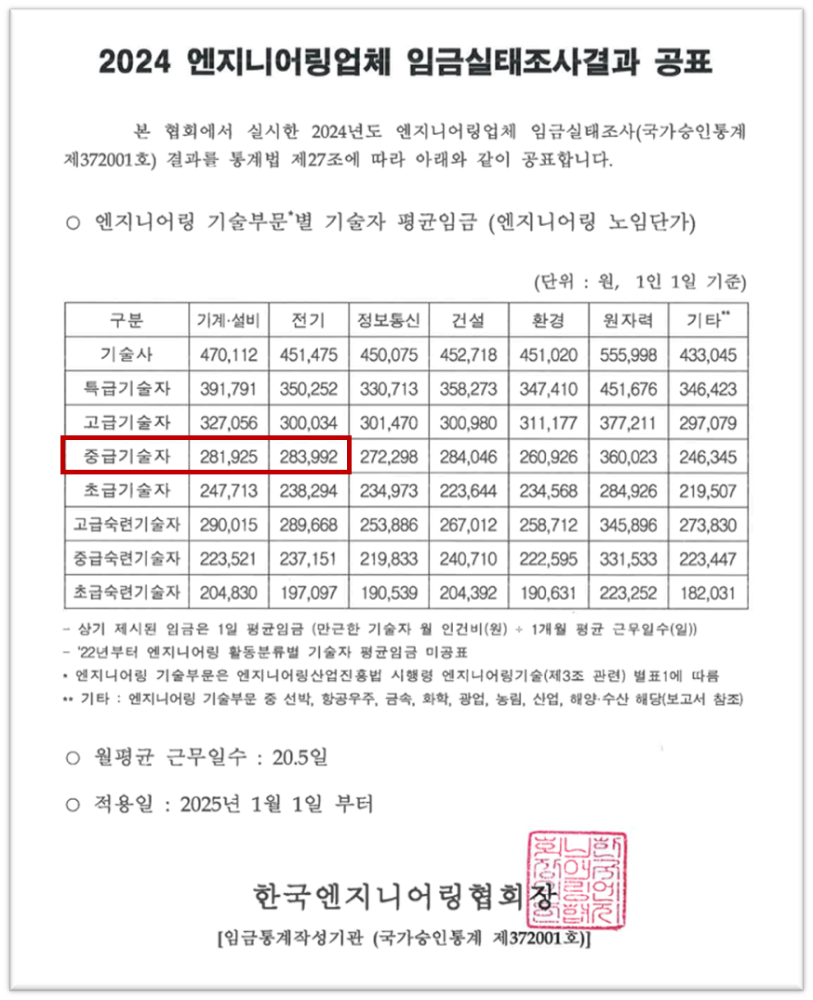 2024 엔지니어링업체 임금실태조사결과 공표
본 협회에서 실시한 2024년도 엔지니어링업체 임금실태조사(국가승인통계
제372001호) 결과를 통계법 제27조에 따라 아래와 같이 공표합니다.
○ 엔지니어링 기술부문*별 기술자 평균임금 (엔지니어링 노임단가)
(단위 : 원, 1인 1일 기준)
구분 기계·설비 전기 정보통신 건설 환경 원자력 기타**
기술사 470,112 451,475 450,075 452,718 451,020 555,998 433,045
특급기술자 391,791 350,252 330,713 358,273 347,410 451,676 346,423
고급기술자 327,056 300,034 301,470 300,980 311,177 377,211 297,079
중급기술자 281,925 283,992 272,298 284,046 260,926 360,023 246,345
초급기술자 247,713 238,294 234,973 223,644 234,568 284,926 219,507
고급숙련기술자 290,015 289,668 253,886 267,012 258,712 345,896 273,830
중급숙련기술자 223,521 237,151 219,833 240,710 222,595 331,533 223,447
초급숙련기술자 204,830 197,097 190,539 204,392 190,631 223,252 182,031
- 상기 제시된 임금은 1일 평균임금 (만근한 기술자 월 인건비(원) ÷ 1개월 평균 근무일수(일))
- '22년부터 엔지니어링 활동분류별 기술자 평균임금 미공표
* 엔지니어링 기술부문은 엔지니어링산업진흥법 시행령 엔지니어링기술(제3조 관련) 별표1에 따름
** 기타 : 엔지니어링 기술부문 중 선박, 항공우주, 금속, 화학, 광업, 농림, 산업, 해양·수산 해당(보고서 참조)
○ 월평균 근무일수 : 20.5일
○ 적용일 : 2025년 1월 1일 부터
한국엔지니어링협회장
[임금통계작성기관 (국가승인통계 제372001호)]